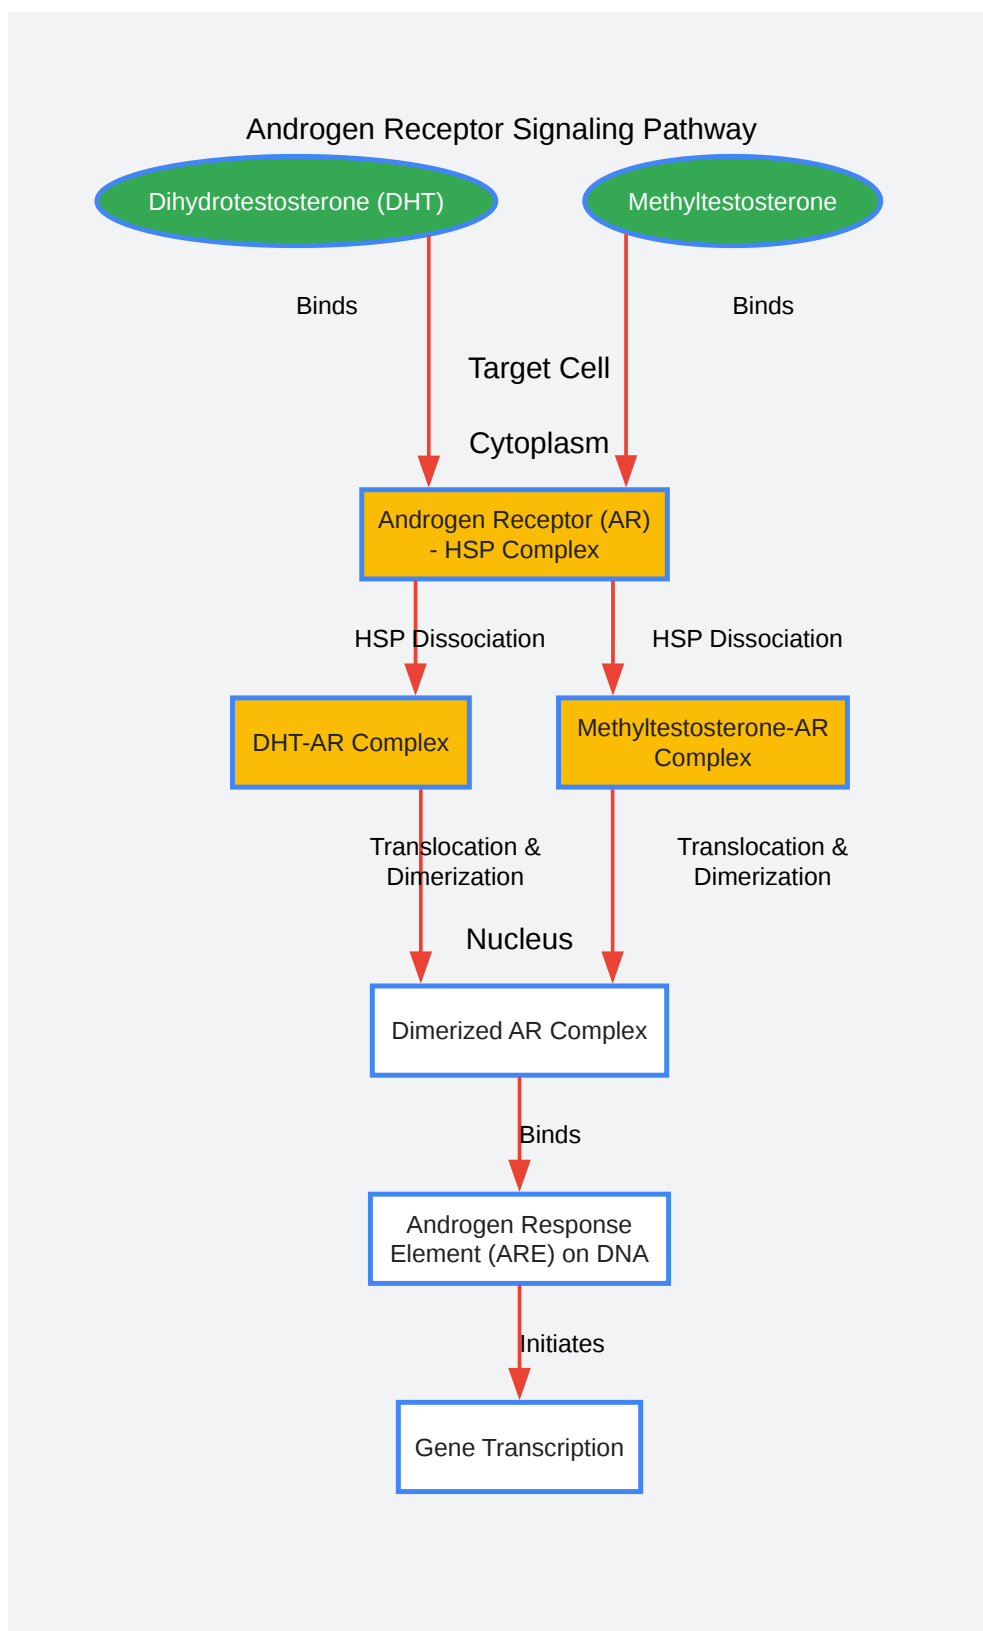 Androgen Receptor Signaling Pathway
Dihydrotestosterone (DHT)
Methyltestosterone
Binds
Binds
Target Cell
Cytoplasm
Androgen Receptor (AR)
- HSP Complex
HSP Dissociation
HSP Dissociation
DHT-AR Complex
Methyltestosterone-AR
Complex
Translocation &
Dimerization
Translocation &
Dimerization
Nucleus
Dimerized AR Complex
Binds
Androgen Response
Element (ARE) on DNA
Initiates
Gene Transcription